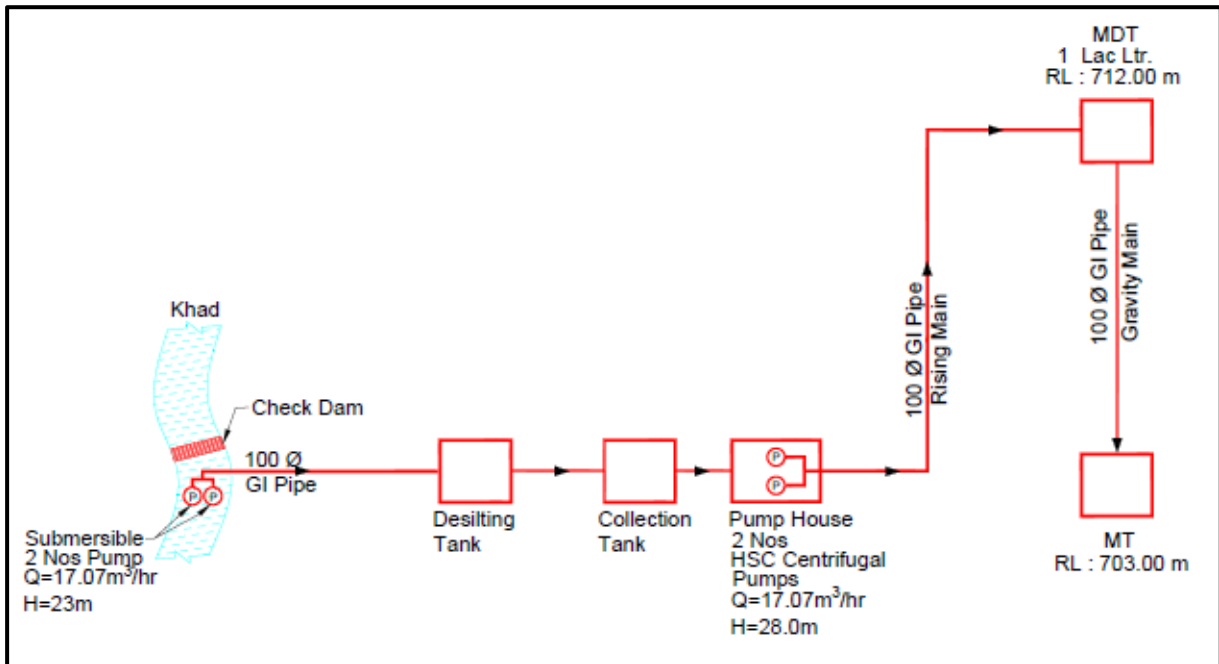 MDT
1 Lac Ltr.
RL : 712.00 m
100 Ø GI Pipe
Rising Main
100 Ø GI Pipe
Gravity Main
Khad
Check Dam
100 Ø
GI Pipe
P
P
Submersible
2 Nos Pump
Q=17.07m³/hr
H=23m
Desilting
Tank
Collection
Tank
P
P
Pump House
2 Nos
HSC Centrifugal
Pumps
Q=17.07m³/hr
H=28.0m
MT
RL : 703.00 m